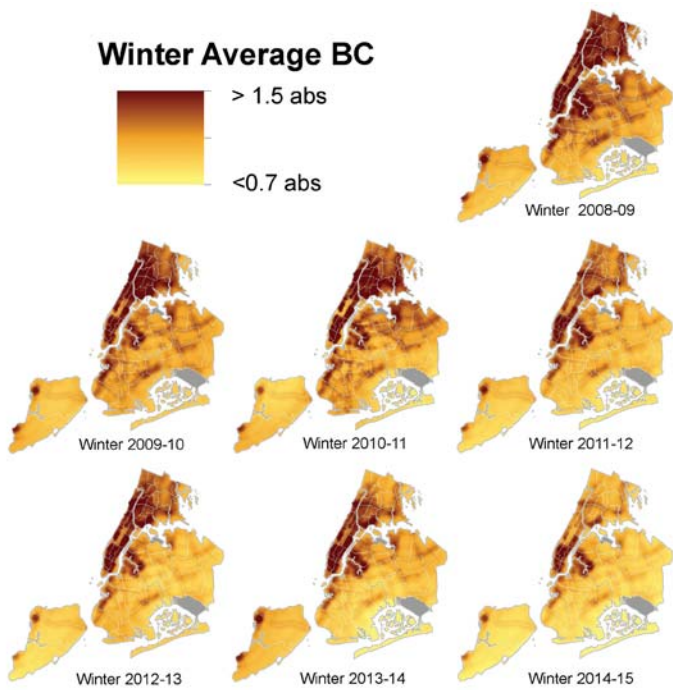 Winter Average BC
> 1.5 abs
<0.7 abs
Winter 2008-09
Winter 2009-10
Winter 2010-11
Winter 2011-12
Winter 2012-13
Winter 2013-14
Winter 2014-15